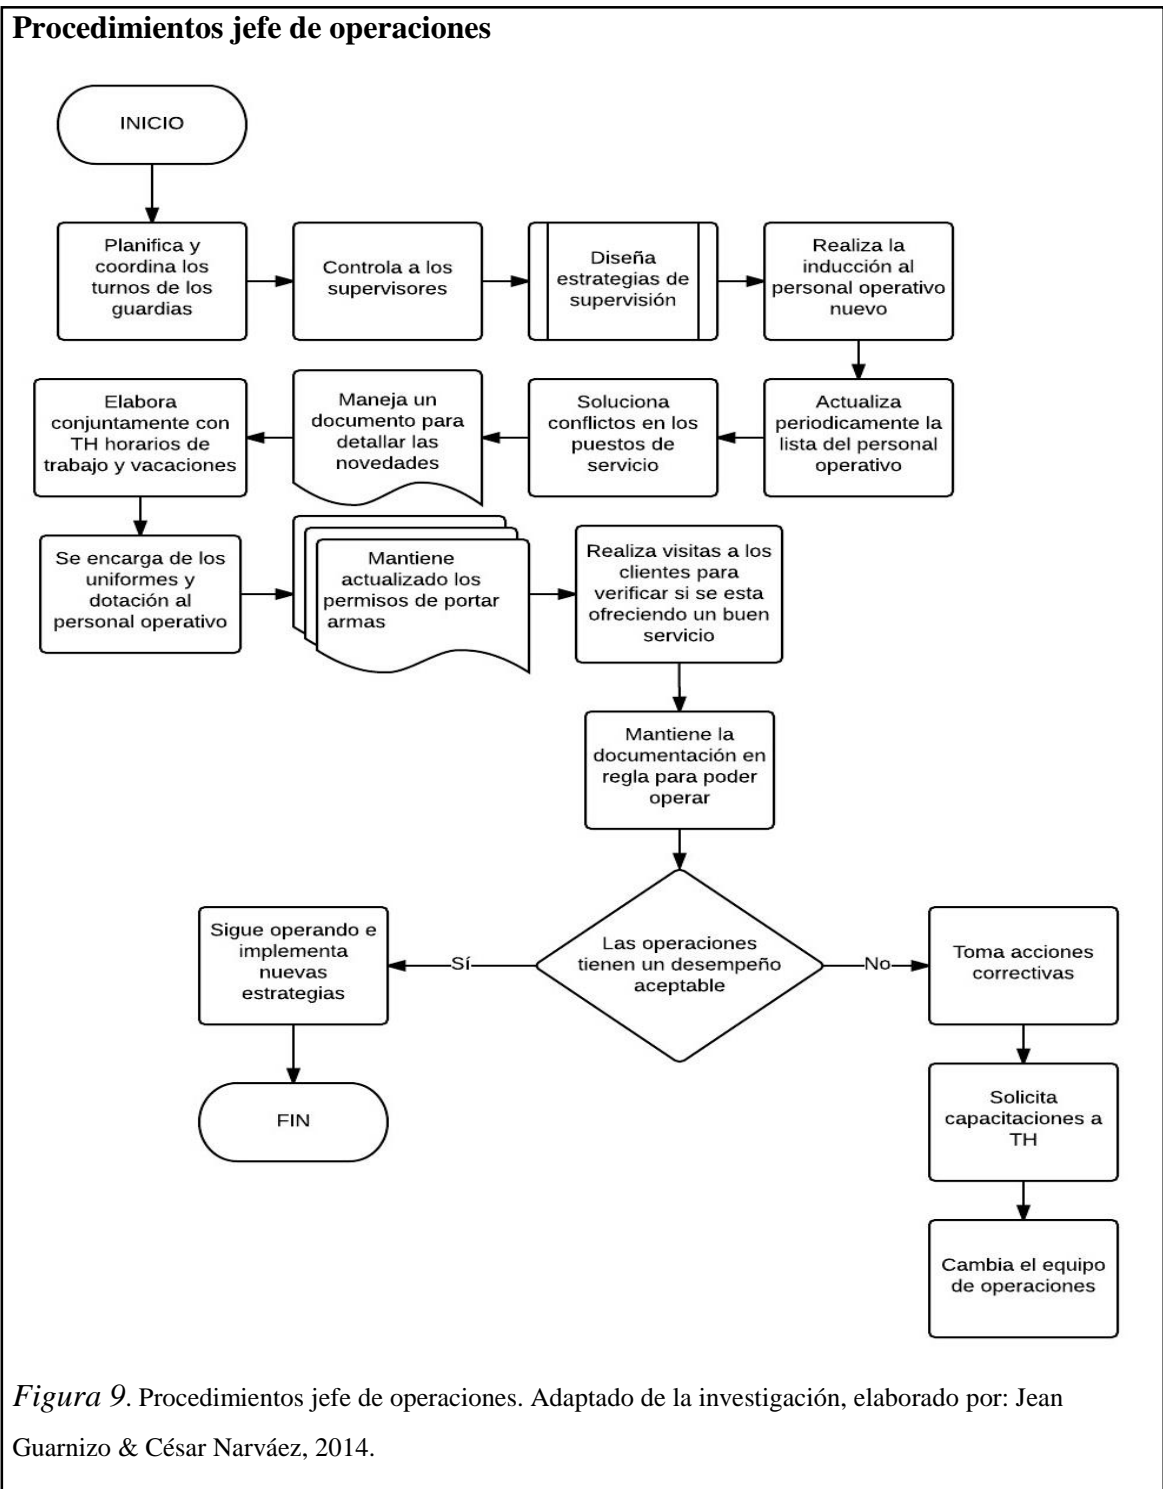 Procedimientos jefe de operaciones
INICIO
Planifica y
coordina los
turnos de los
guardias
Controla a los
supervisores
Diseña
estrategias de
supervisión
Realiza la
inducción al
personal operativo
nuevo
Actualiza
periodicamente la
lista del personal
operativo
Soluciona
conflictos en los
puestos de
servicio
Maneja un
documento para
detallar las
novedades
Elabora
conjuntamente con
TH horarios de
trabajo y vacaciones
Se encarga de los
uniformes y
dotación al
personal operativo
Mantiene
actualizado los
permisos de portar
armas
Realiza visitas a los
clientes para
verificar si se esta
ofreciendo un buen
servicio
Mantiene la
documentación en
regla para poder
operar
Las operaciones
tienen un desempeño
aceptable
Sí
Sigue operando e
implementa
nuevas
estrategias
FIN
No
Toma acciones
correctivas
Solicita
capacitaciones a
TH
Cambia el equipo
de operaciones
Figura 9. Procedimientos jefe de operaciones. Adaptado de la investigación, elaborado por: Jean
Guarnizo & César Narváez, 2014.